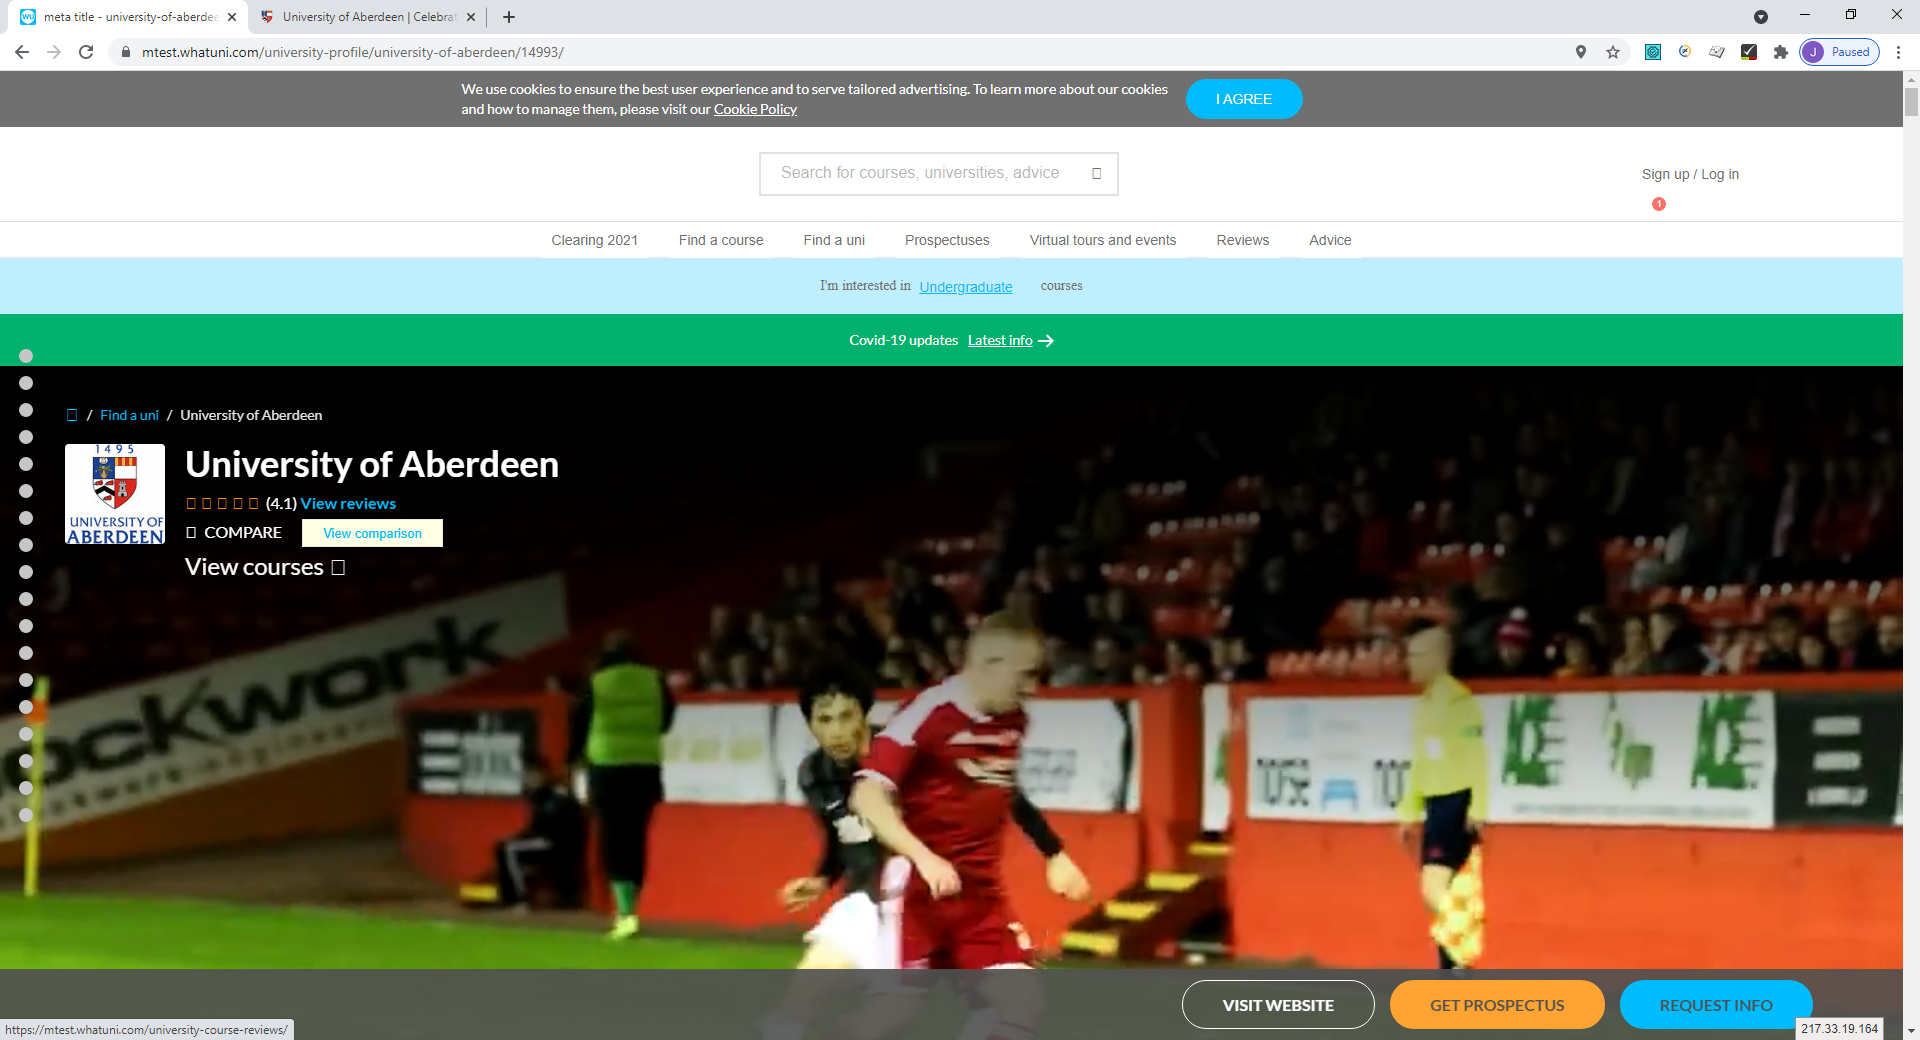 meta title - university-of-aberdee
University of Aberdeen | Celebrat
mtest.whatuni.com/university-profile/university-of-aberdeen/14993/
J Paused
We use cookies to ensure the best user experience and to serve tailored advertising. To learn more about our cookies
and how to manage them, please visit our Cookie Policy
I AGREE
Search for courses, universities, advice
Sign up / Log in
1
Clearing 2021 Find a course Find a uni Prospectuses Virtual tours and events Reviews Advice
I'm interested in Undergraduate courses
Covid-19 updates Latest info
/ Find a uni / University of Aberdeen
1495
UNIVERSITY OF
ABERDEEN
University of Aberdeen
(4.1) View reviews
COMPARE View comparison
View courses
ockwork
VISIT WEBSITE GET PROSPECTUS REQUEST INFO
https://mtest.whatuni.com/university-course-reviews/
217.33.19.164